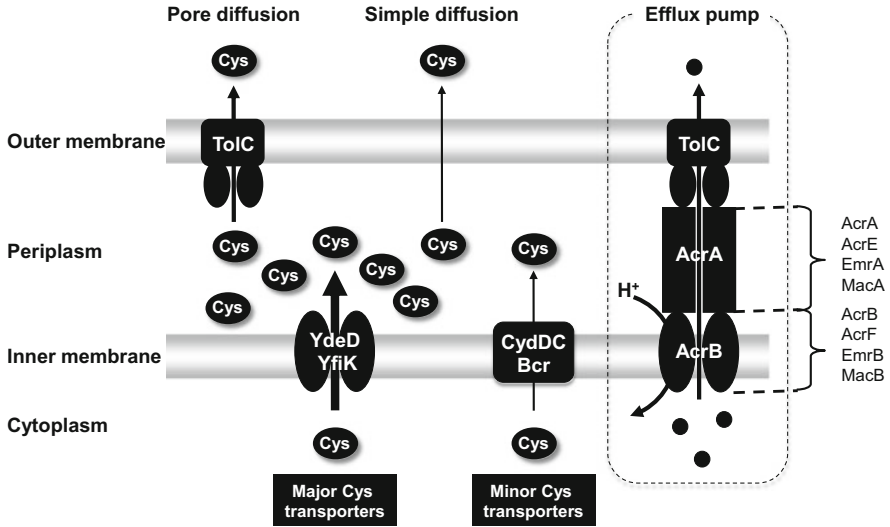 Pore diffusion
Simple diffusion
Efflux pump
Cys
Cys
Outer membrane
TolC
TolC
Periplasm
Cys
Cys
Cys
Cys
Cys
Cys
Cys
Cys
AcrA
AcrA
AcrE
EmrA
MacA
H⁺
Inner membrane
YdeD
YfiK
CydDC
Bcr
AcrB
AcrB
AcrF
EmrB
MacB
Cytoplasm
Cys
Cys
Major Cys
transporters
Minor Cys
transporters